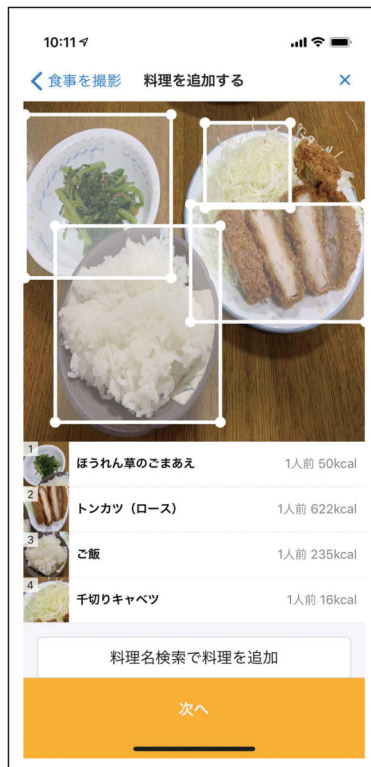 10:11
食事を撮影 料理を追加する ×
1 ほうれん草のごまあえ 1人前 50kcal
2 トンカツ（ロース） 1人前 622kcal
3 ご飯 1人前 235kcal
4 千切りキャベツ 1人前 16kcal
料理名検索で料理を追加
次へ